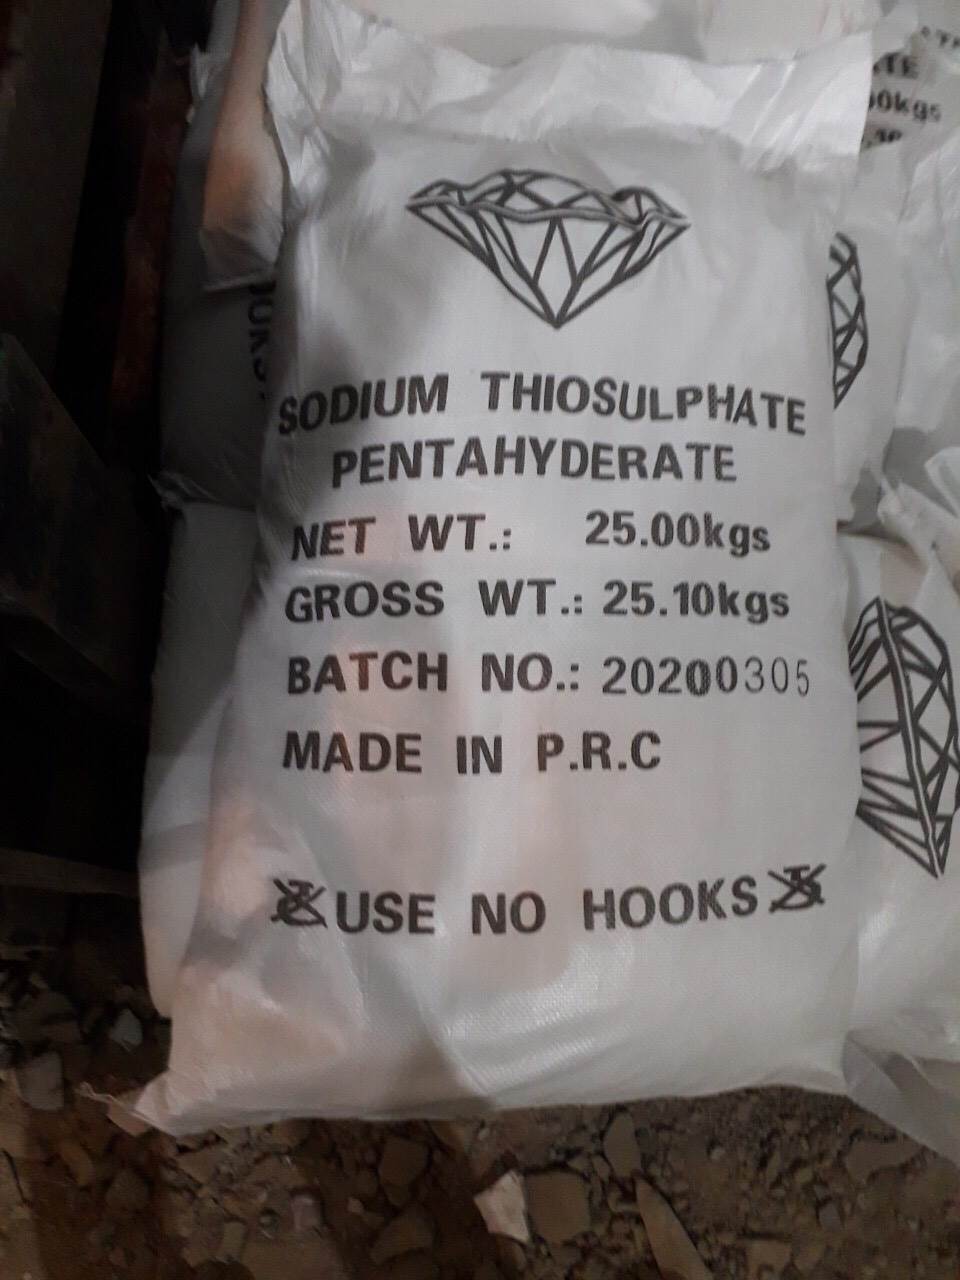 SODIUM THIOSULPHATE
PENTAHYDERATE
NET WT.: 25.00kgs
GROSS WT.: 25.10kgs
BATCH NO.: 20200305
MADE IN P.R.C
USE NO HOOKS